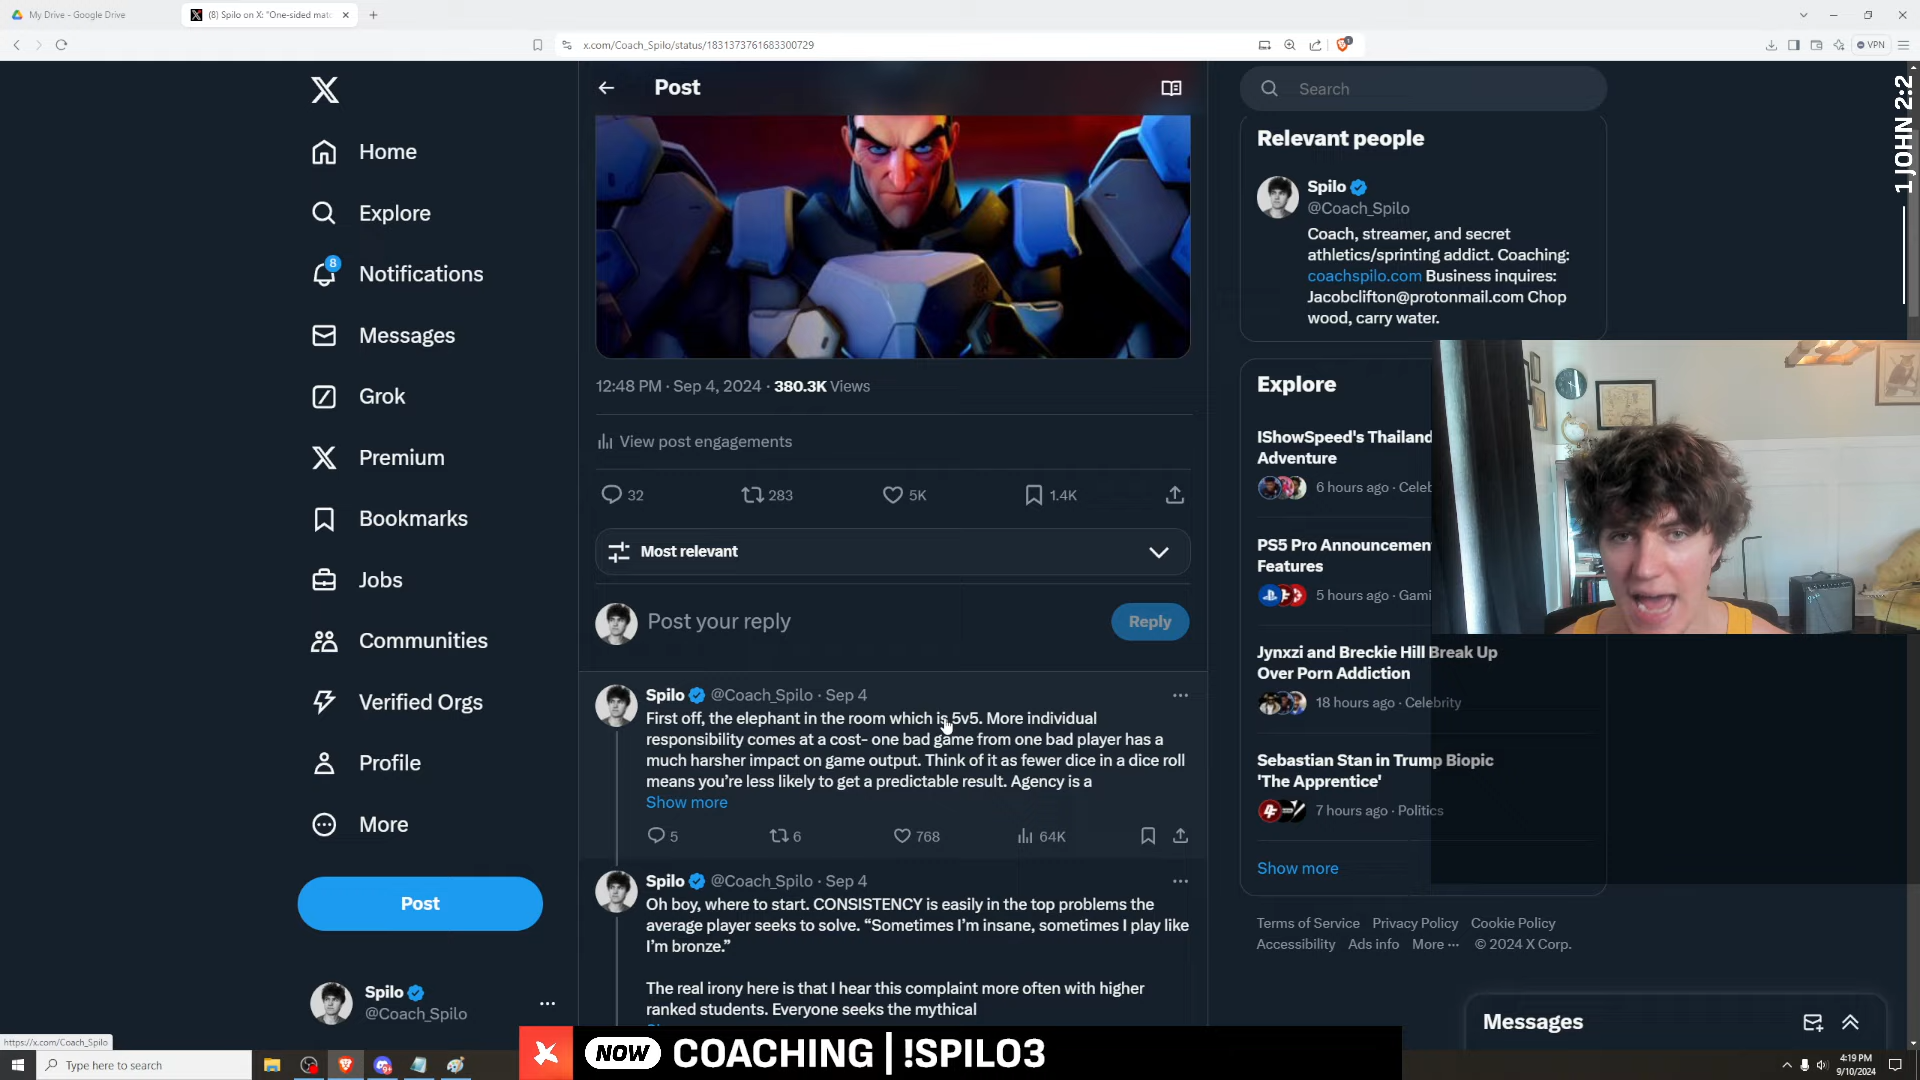 My Drive - Google Drive
(8) Spilo on X: "One-sided mat
x.com/Coach_Spilo/status/1831373761683300729
VPN
Home
Explore
8
Notifications
Messages
Grok
Premium
Bookmarks
Jobs
Communities
Verified Orgs
Profile
More
Post
Spilo
@Coach_Spilo
Post
12:48 PM · Sep 4, 2024 · 380.3K Views
View post engagements
32
283
5K
1.4K
Most relevant
Post your reply
Reply
Spilo @Coach_Spilo · Sep 4
First off, the elephant in the room which is 5v5. More individual
responsibility comes at a cost- one bad game from one bad player has a
much harsher impact on game output. Think of it as fewer dice in a dice roll
means you're less likely to get a predictable result. Agency is a
Show more
5
6
768
64K
Spilo @Coach_Spilo · Sep 4
Oh boy, where to start. CONSISTENCY is easily in the top problems the
average player seeks to solve. “Sometimes I'm insane, sometimes I play like
I'm bronze.”
The real irony here is that I hear this complaint more often with higher
ranked students. Everyone seeks the mythical
Search
Relevant people
Spilo
@Coach_Spilo
Coach, streamer, and secret
athletics/sprinting addict. Coaching:
coachspilo.com Business inquires:
Jacobclifton@protonmail.com Chop
wood, carry water.
Explore
IShowSpeed's Thailand
Adventure
6 hours ago · Celeb
PS5 Pro Announcemen
Features
5 hours ago · Gami
Jynxzi and Breckie Hill Break Up
Over Porn Addiction
18 hours ago · Celebrity
Sebastian Stan in Trump Biopic
'The Apprentice'
7 hours ago · Politics
Show more
Terms of Service Privacy Policy Cookie Policy
Accessibility Ads info More ··· © 2024 X Corp.
Messages
1 JOHN 2:2
https://x.com/Coach_Spilo
NOW COACHING | !SPILO3
Type here to search
4:19 PM
9/10/2024